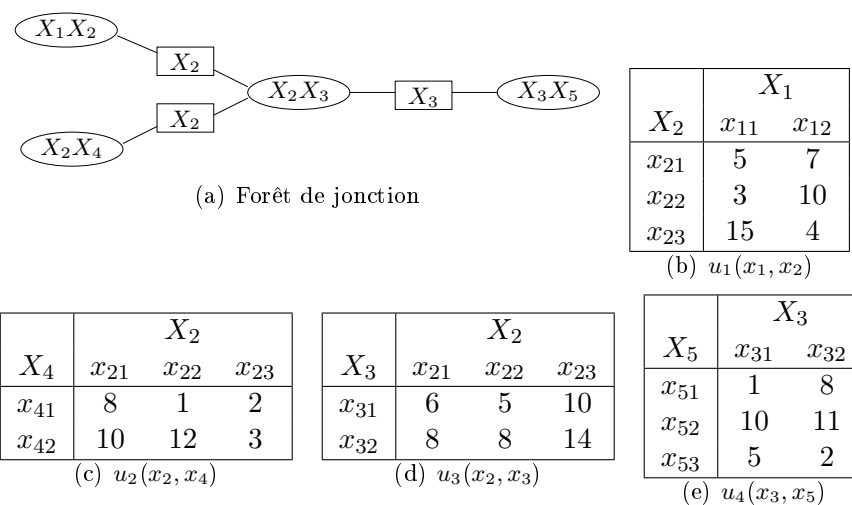 X₁X₂
X₂
X₂X₃
X₃
X₃X₅
X₂
X₂X₄
(a) Forêt de jonction
X₁
X₂ x₁₁ x₁₂
x₂₁ 5 7
x₂₂ 3 10
x₂₃ 15 4
(b) u₁(x₁, x₂)
X₂
X₄ x₂₁ x₂₂ x₂₃
x₄₁ 8 1 2
x₄₂ 10 12 3
(c) u₂(x₂, x₄)
X₂
X₃ x₂₁ x₂₂ x₂₃
x₃₁ 6 5 10
x₃₂ 8 8 14
(d) u₃(x₂, x₃)
X₃
X₅ x₃₁ x₃₂
x₅₁ 1 8
x₅₂ 10 11
x₅₃ 5 2
(e) u₄(x₃, x₅)